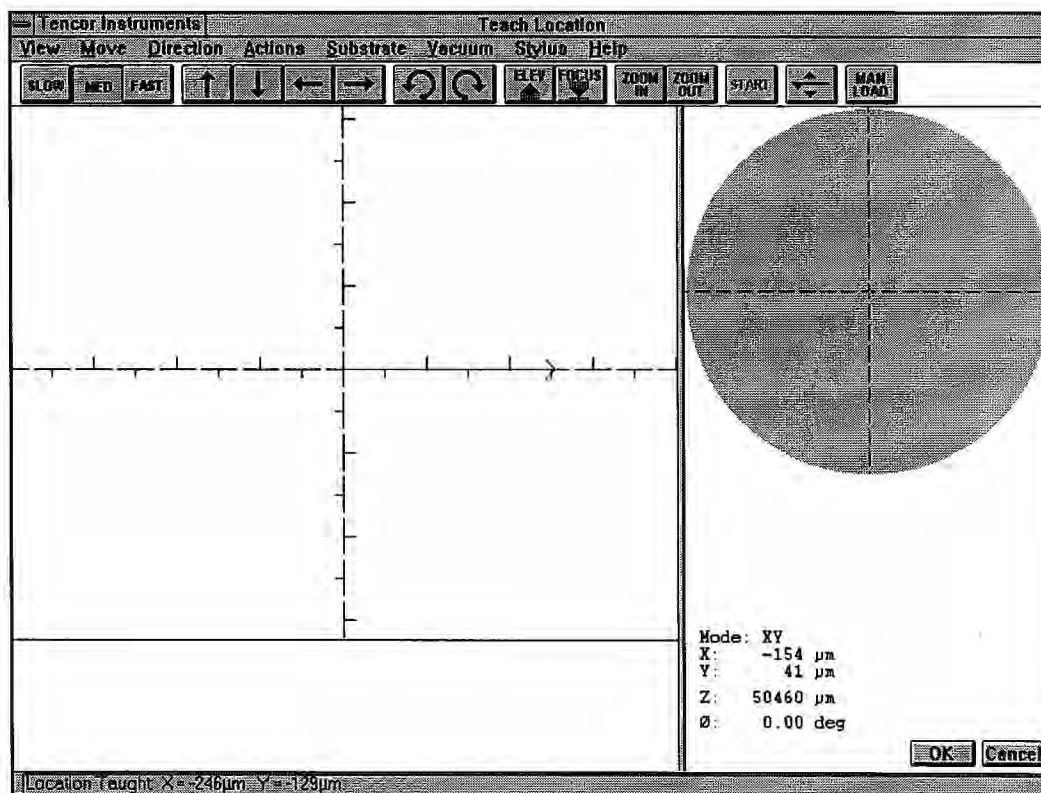 Tencor Instruments Teach Location
View Move Direction Actions Substrate Vacuum Stylus Help
SLOW MED FAST ELEV FOCUS ZOOM IN ZOOM OUT START MAN LOAD
Mode: XY
X: -154 µm
Y: 41 µm
Z: 50460 µm
Ø: 0.00 deg
OK Cancel
Location Taught X=-246µm Y=-129µm